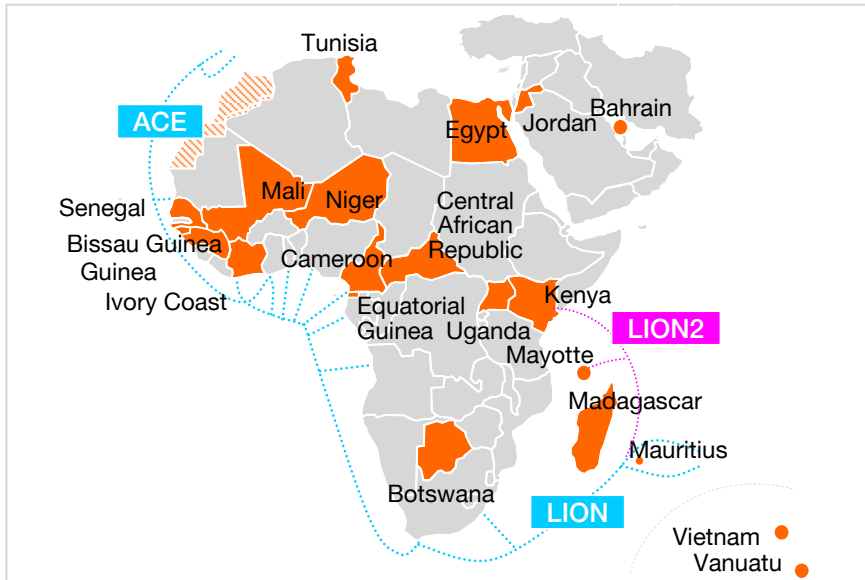 Tunisia
ACE
Egypt
Jordan
Bahrain
Mali
Niger
Central
African
Republic
Senegal
Bissau Guinea
Guinea
Cameroon
Ivory Coast
Equatorial
Guinea
Uganda
Kenya
LION2
Mayotte
Madagascar
Mauritius
Botswana
LION
Vietnam
Vanuatu